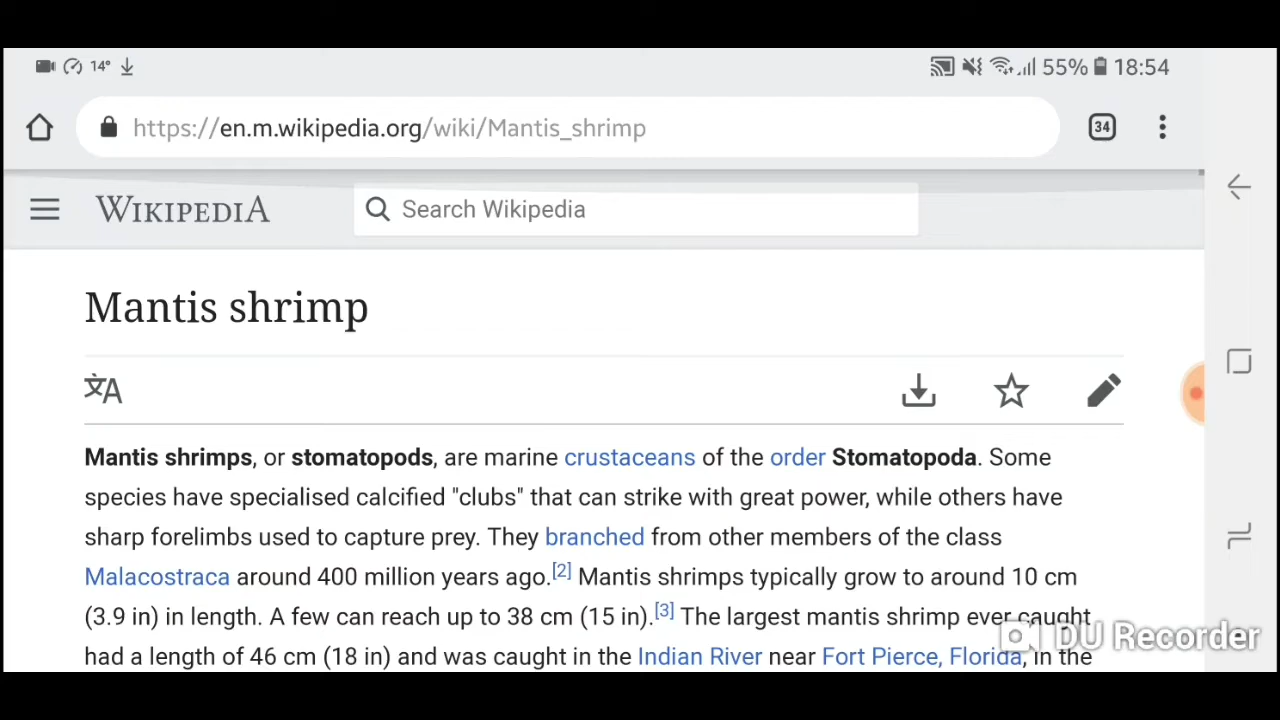 14° 55% 18:54
https://en.m.wikipedia.org/wiki/Mantis_shrimp 34
WIKIPEDIA Search Wikipedia
Mantis shrimp
文A
Mantis shrimps, or stomatopods, are marine crustaceans of the order Stomatopoda. Some
species have specialised calcified "clubs" that can strike with great power, while others have
sharp forelimbs used to capture prey. They branched from other members of the class
Malacostraca around 400 million years ago.[2] Mantis shrimps typically grow to around 10 cm
(3.9 in) in length. A few can reach up to 38 cm (15 in).[3] The largest mantis shrimp ever caught
DU Recorder
had a length of 46 cm (18 in) and was caught in the Indian River near Fort Pierce, Florida, in the